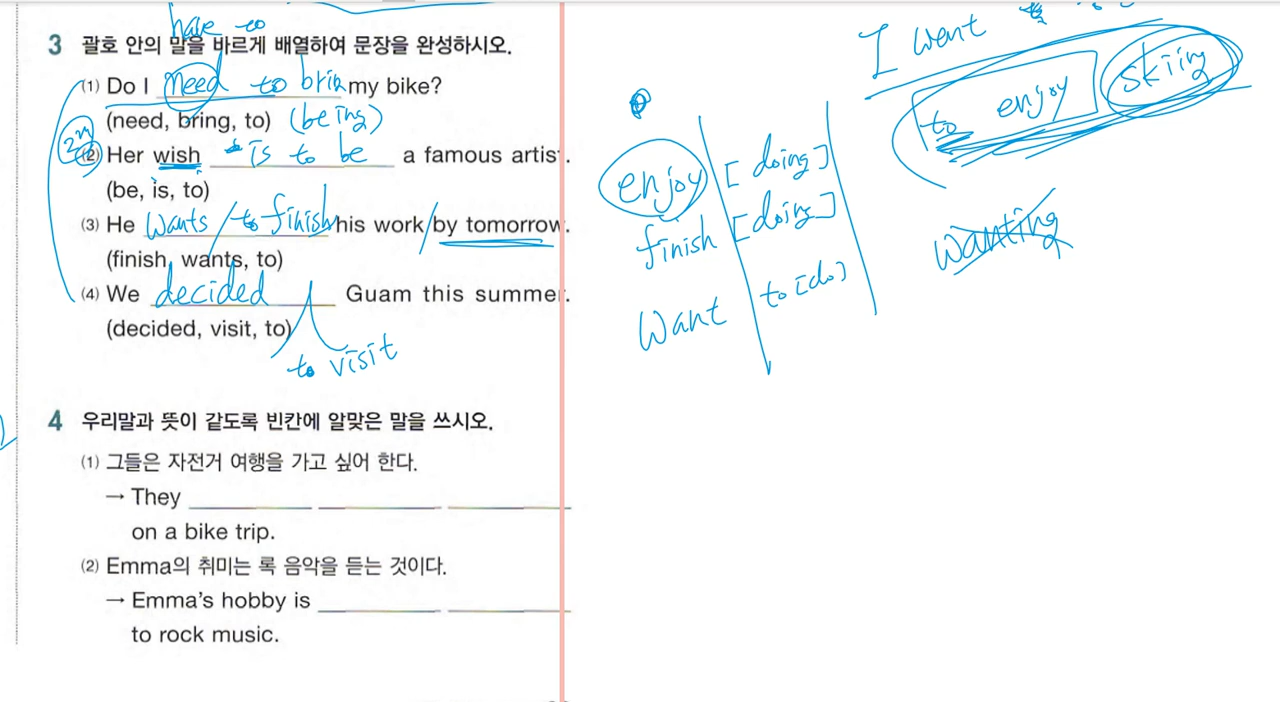 have to
3 괄호 안의 말을 바르게 배열하여 문장을 완성하시오.
(1) Do I need to brin my bike?
(need, bring, to) (being)
(2) Her wish is to be a famous artist.
(be, is, to)
(3) He wants / to finish his work / by tomorrow.
(finish, wants, to)
(4) We decided Guam this summer.
(decided, visit, to)
to visit
4 우리말과 뜻이 같도록 빈칸에 알맞은 말을 쓰시오.
(1) 그들은 자전거 여행을 가고 싶어 한다.
→ They
on a bike trip.
(2) Emma의 취미는 록 음악을 듣는 것이다.
→ Emma's hobby is
to rock music.
I want
to enjoy skiing
enjoy [doing]
finish [doing]
want to [do]
wanting